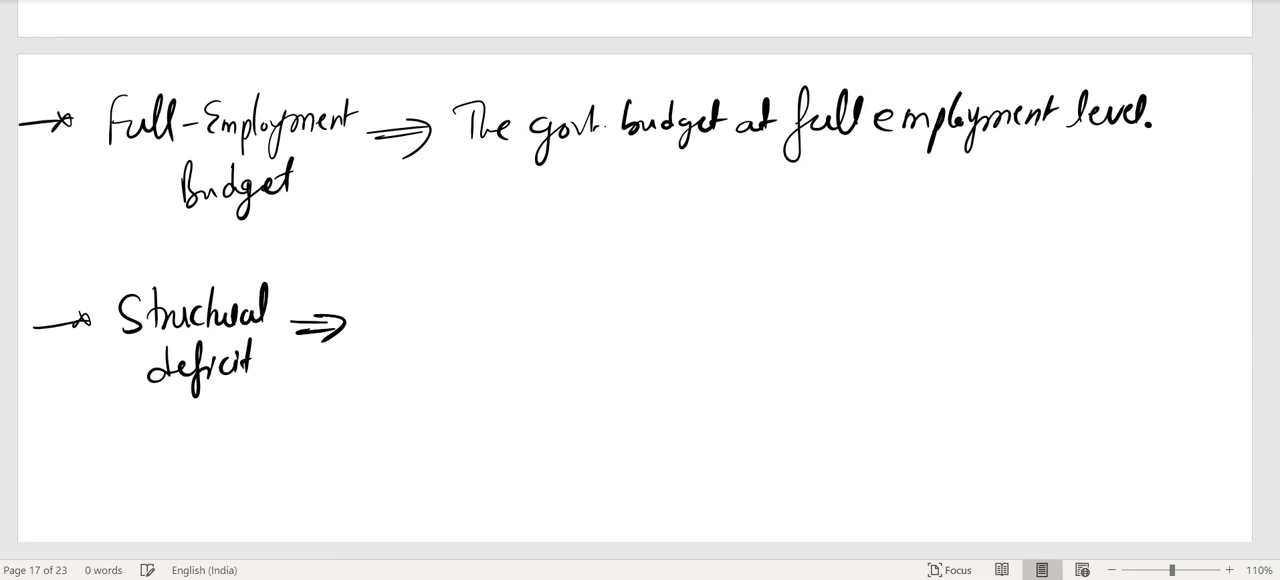 Full-Employment ⇒ The govt. budget at full employment level.
Budget
Structural ⇒
deficit
Page 17 of 23 0 words English (India) Focus 110%